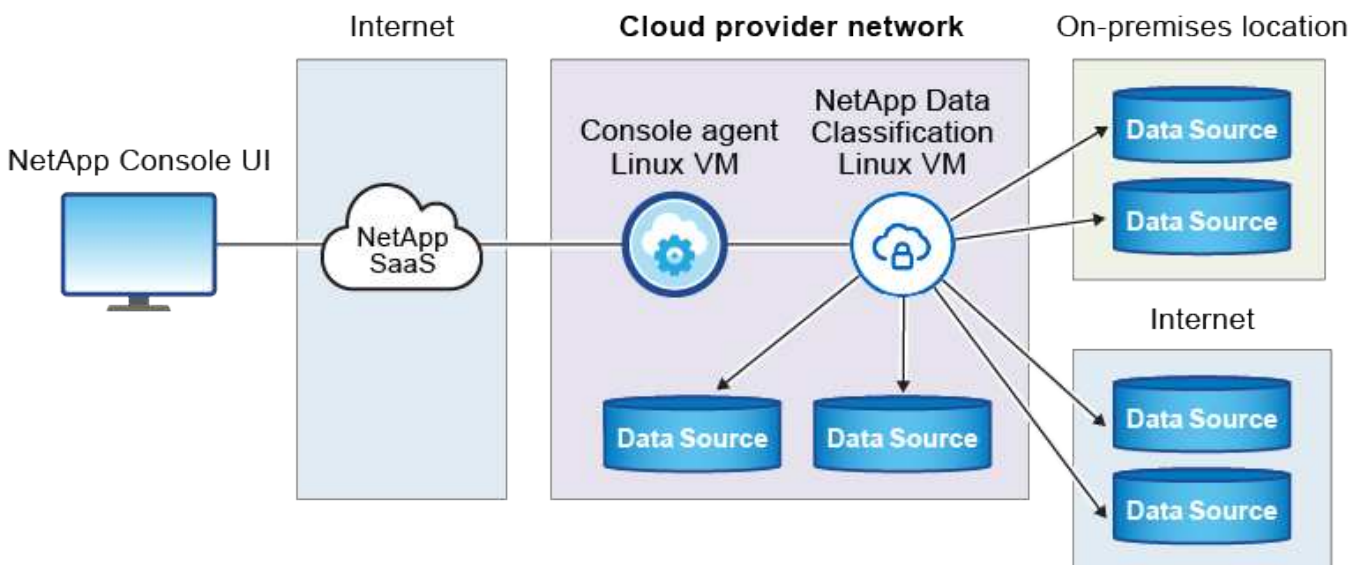 Internet
Cloud provider network
On-premises location
NetApp Console UI
NetApp
SaaS
Console agent
Linux VM
NetApp Data
Classification
Linux VM
Data Source
Data Source
Data Source
Data Source
Internet
Data Source
Data Source